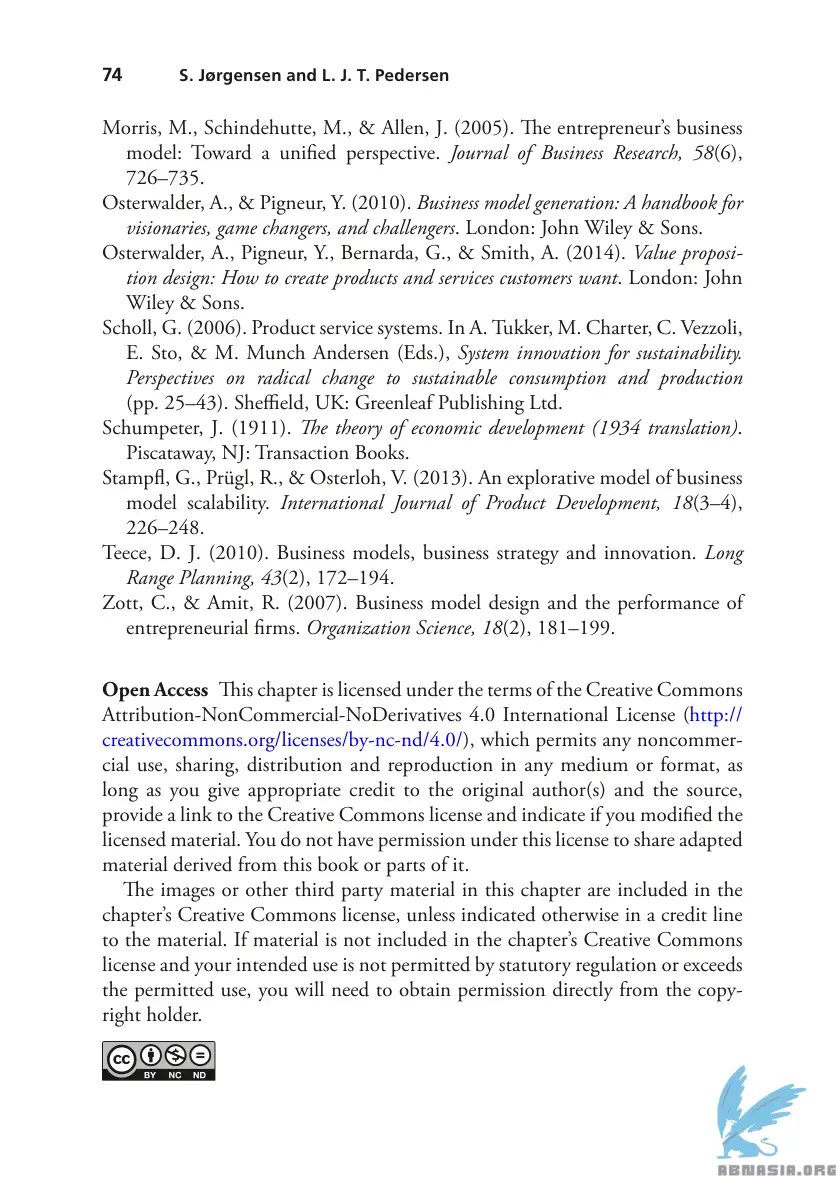 74 S. Jørgensen and L. J. T. Pedersen
Morris, M., Schindehutte, M., & Allen, J. (2005). The entrepreneur’s business
model: Toward a unified perspective. Journal of Business Research, 58(6),
726–735.
Osterwalder, A., & Pigneur, Y. (2010). Business model generation: A handbook for
visionaries, game changers, and challengers. London: John Wiley & Sons.
Osterwalder, A., Pigneur, Y., Bernarda, G., & Smith, A. (2014). Value proposi-
tion design: How to create products and services customers want. London: John
Wiley & Sons.
Scholl, G. (2006). Product service systems. In A. Tukker, M. Charter, C. Vezzoli,
E. Sto, & M. Munch Andersen (Eds.), System innovation for sustainability.
Perspectives on radical change to sustainable consumption and production
(pp. 25–43). Sheffield, UK: Greenleaf Publishing Ltd.
Schumpeter, J. (1911). The theory of economic development (1934 translation).
Piscataway, NJ: Transaction Books.
Stampfl, G., Prügl, R., & Osterloh, V. (2013). An explorative model of business
model scalability. International Journal of Product Development, 18(3–4),
226–248.
Teece, D. J. (2010). Business models, business strategy and innovation. Long
Range Planning, 43(2), 172–194.
Zott, C., & Amit, R. (2007). Business model design and the performance of
entrepreneurial firms. Organization Science, 18(2), 181–199.
Open Access This chapter is licensed under the terms of the Creative Commons
Attribution-NonCommercial-NoDerivatives 4.0 International License (http://
creativecommons.org/licenses/by-nc-nd/4.0/), which permits any noncommer-
cial use, sharing, distribution and reproduction in any medium or format, as
long as you give appropriate credit to the original author(s) and the source,
provide a link to the Creative Commons license and indicate if you modified the
licensed material. You do not have permission under this license to share adapted
material derived from this book or parts of it.
The images or other third party material in this chapter are included in the
chapter’s Creative Commons license, unless indicated otherwise in a credit line
to the material. If material is not included in the chapter’s Creative Commons
license and your intended use is not permitted by statutory regulation or exceeds
the permitted use, you will need to obtain permission directly from the copy-
right holder.
cc BY NC ND
ABNASIA.ORG